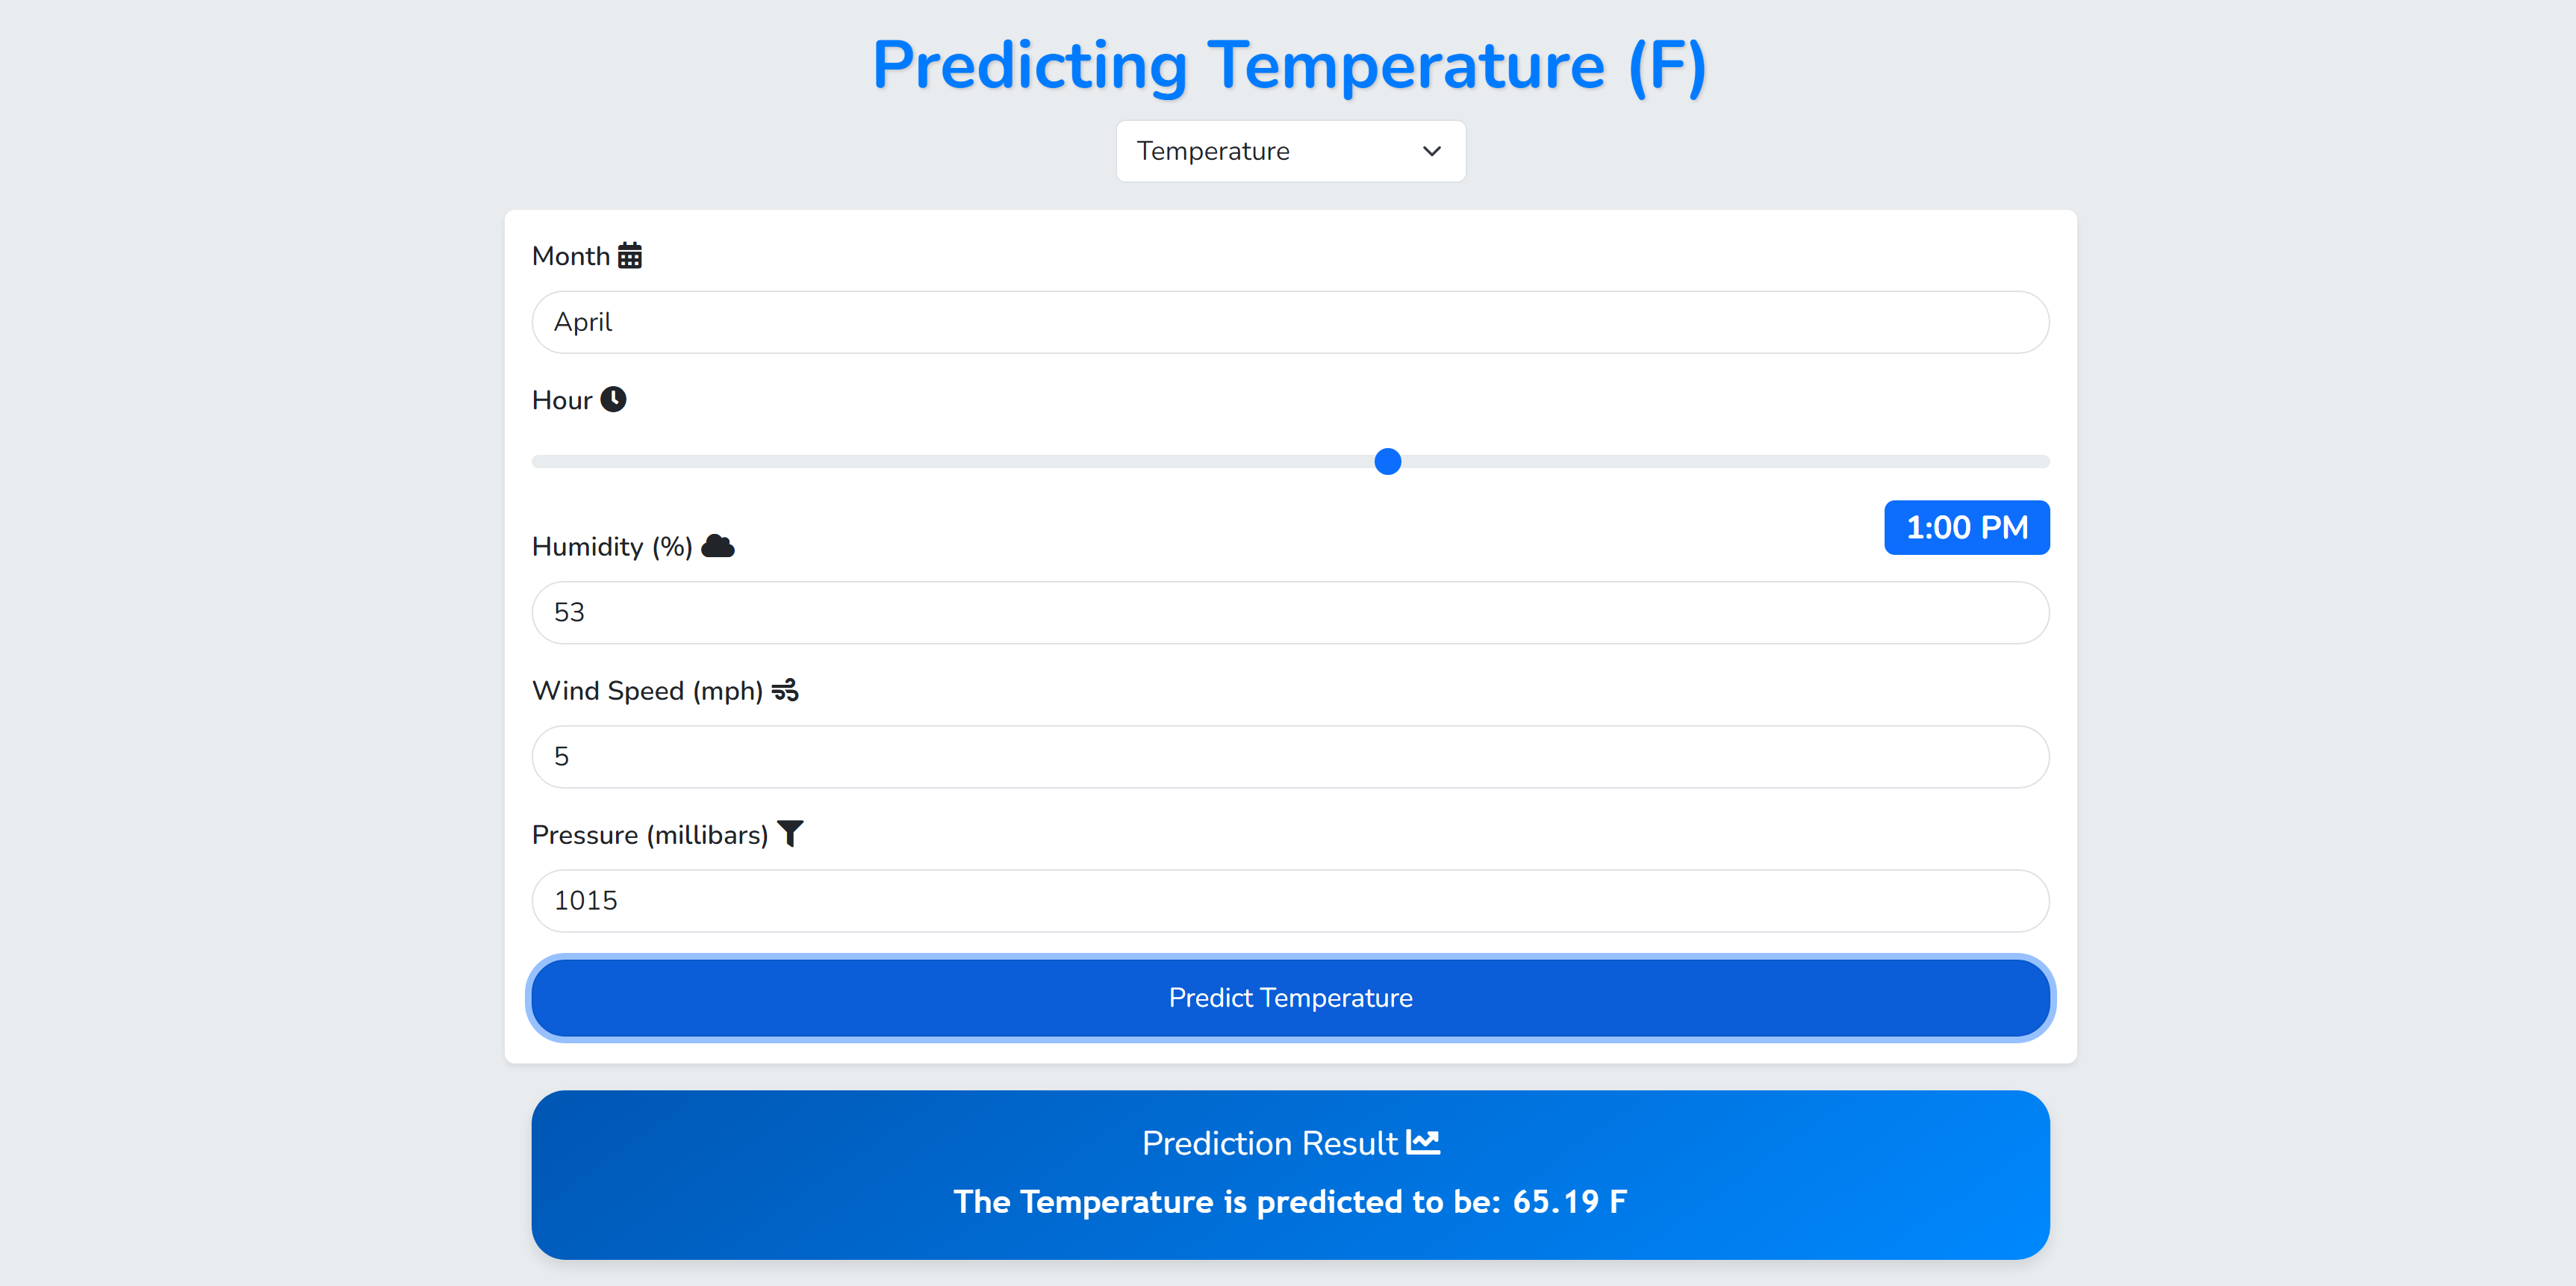 Predicting Temperature (F)
Temperature
Month
April
Hour
1:00 PM
Humidity (%)
53
Wind Speed (mph)
5
Pressure (millibars)
1015
Predict Temperature
Prediction Result
The Temperature is predicted to be: 65.19 F